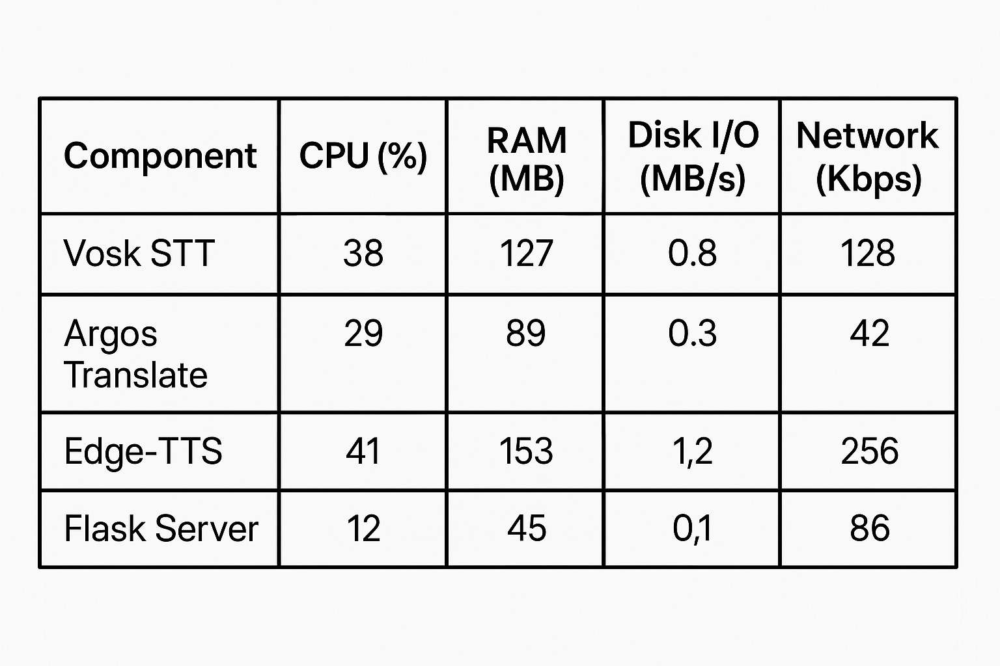 Component CPU (%) RAM (MB) Disk I/O (MB/s) Network (Kbps)
Vosk STT 38 127 0.8 128
Argos Translate 29 89 0.3 42
Edge-TTS 41 153 1,2 256
Flask Server 12 45 0,1 86